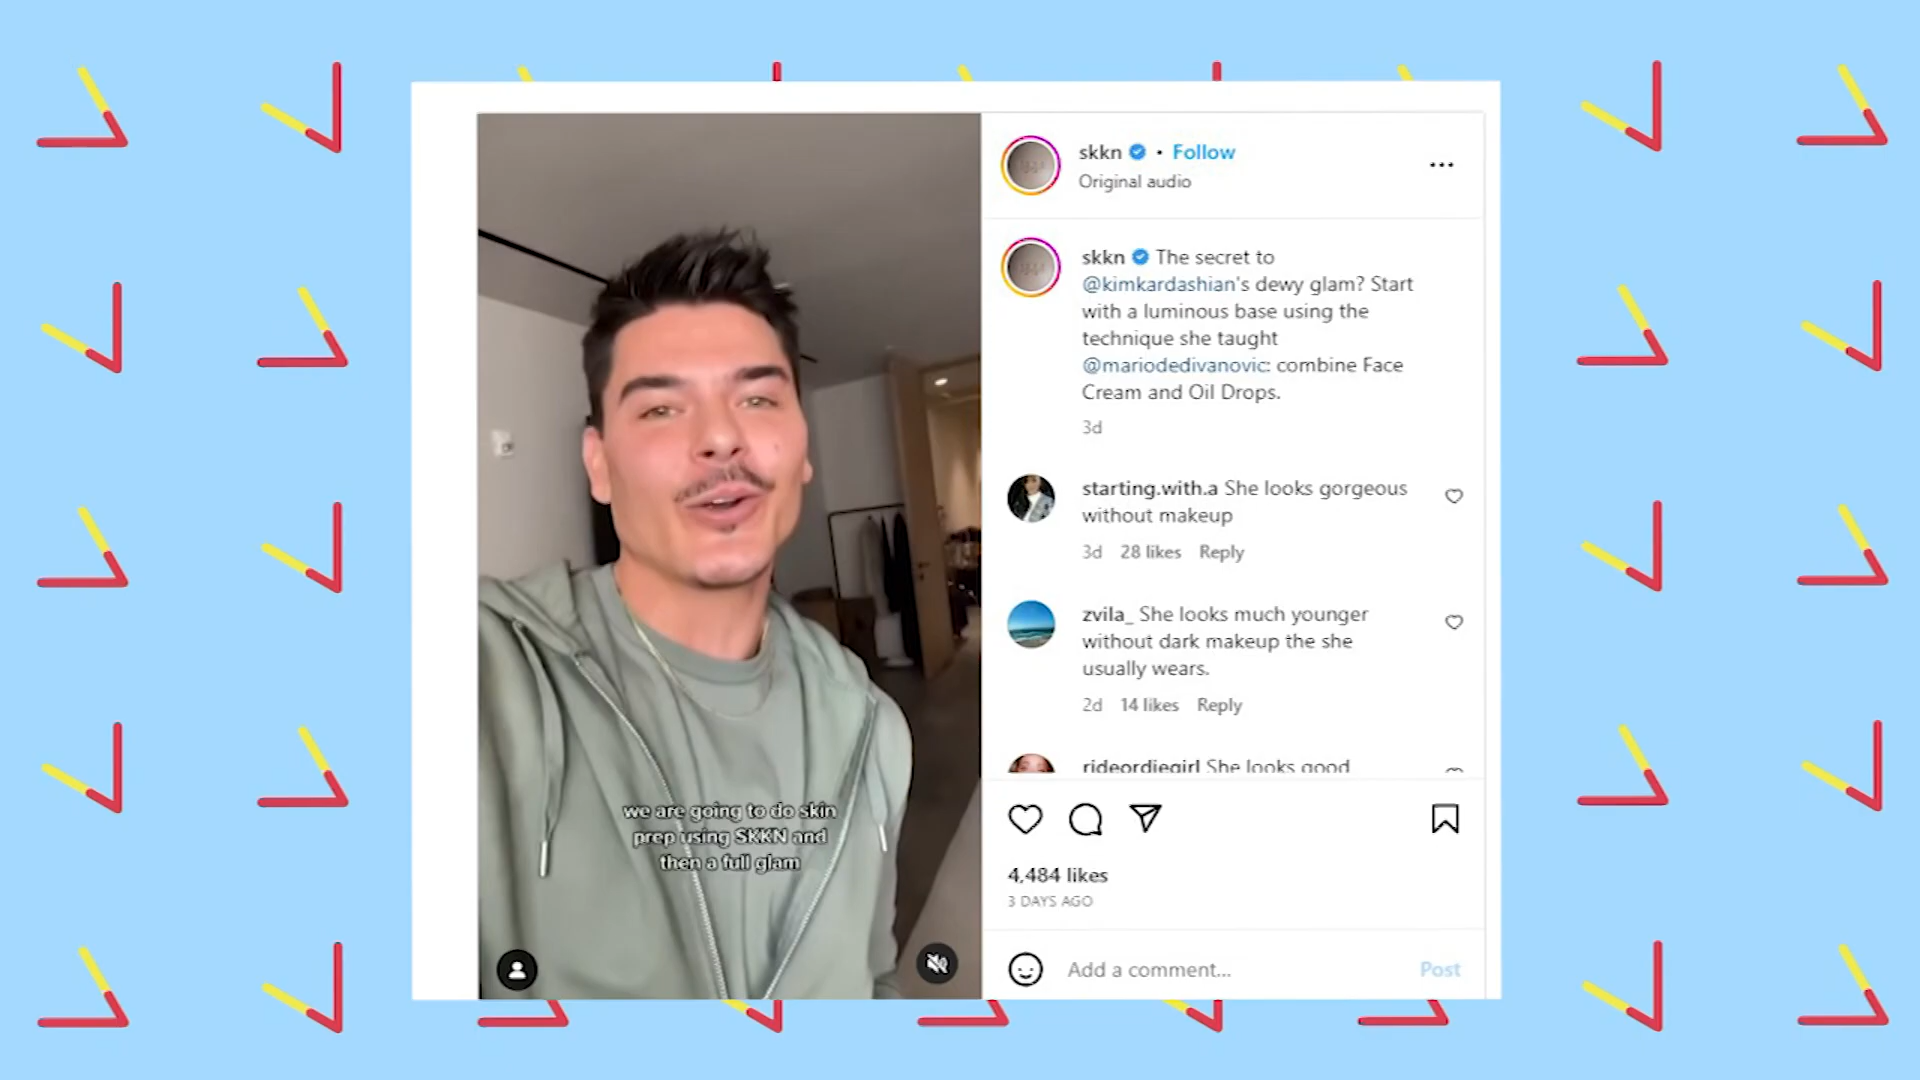 skkn • Follow
Original audio
skkn The secret to
@kimkardashian's dewy glam? Start
with a luminous base using the
technique she taught
@mariodedivanovic: combine Face
Cream and Oil Drops.
3d
starting.with.a She looks gorgeous
without makeup
3d 28 likes Reply
zvila_ She looks much younger
without dark makeup the she
usually wears.
2d 14 likes Reply
rideordiegirl She looks good
we are going to do skin
prep using SKKN and
then a full glam
4,484 likes
3 DAYS AGO
Add a comment... Post